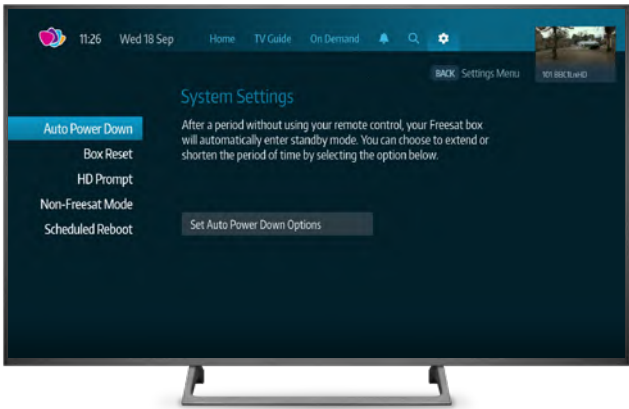 11:26 Wed 18 Sep Home TV Guide On Demand
BACK Settings Menu
101 BBC1LnHD
System Settings
Auto Power Down
Box Reset
HD Prompt
Non-Freesat Mode
Scheduled Reboot
After a period without using your remote control, your Freesat box
will automatically enter standby mode. You can choose to extend or
shorten the period of time by selecting the option below.
Set Auto Power Down Options